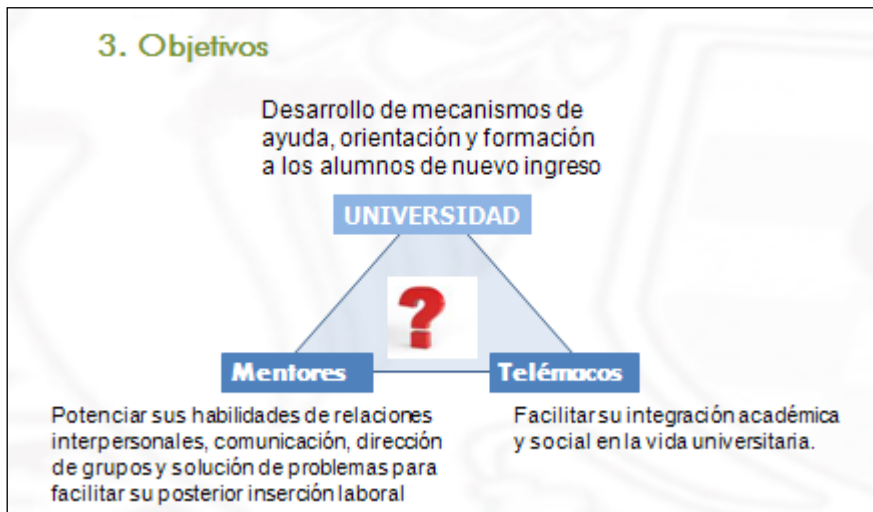 3. Objetivos
Desarrollo de mecanismos de
ayuda, orientación y formación
a los alumnos de nuevo ingreso
UNIVERSIDAD
?
Mentores
Telémacos
Potenciar sus habilidades de relaciones
interpersonales, comunicación, dirección
de grupos y solución de problemas para
facilitar su posterior inserción laboral
Facilitar su integración académica
y social en la vida universitaria.